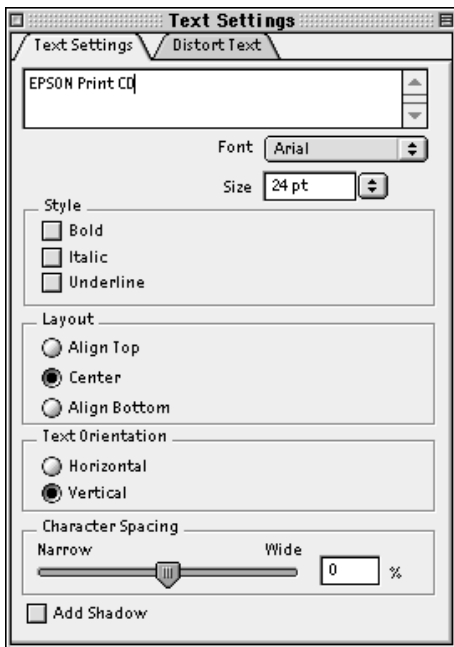 Text Settings
Text Settings Distort Text
EPSON Print CD
Font Arial
Size 24 pt
Style
Bold
Italic
Underline
Layout
Align Top
Center
Align Bottom
Text Orientation
Horizontal
Vertical
Character Spacing
Narrow Wide
0 %
Add Shadow